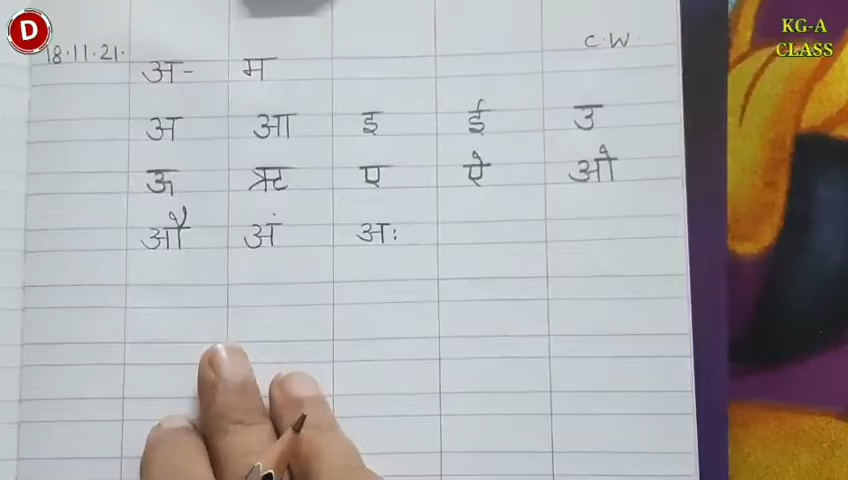 D
KG-A
CLASS
18.11.21.
C.W
अ- म
अ आ इ ई उ
ऊ ऋ ए ऐ ओ
औ अं अः